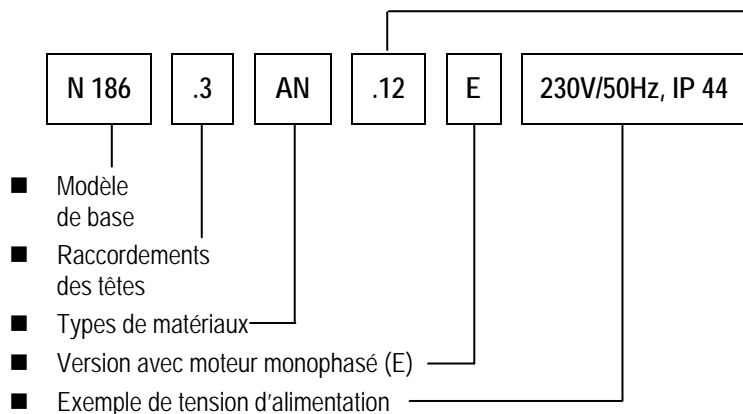 N 186 .3 AN .12 E 230V/50Hz, IP 44
■ Modèle
de base
■ Raccordements
des têtes
■ Types de matériaux
■ Version avec moteur monophasé (E)
■ Exemple de tension d’alimentation